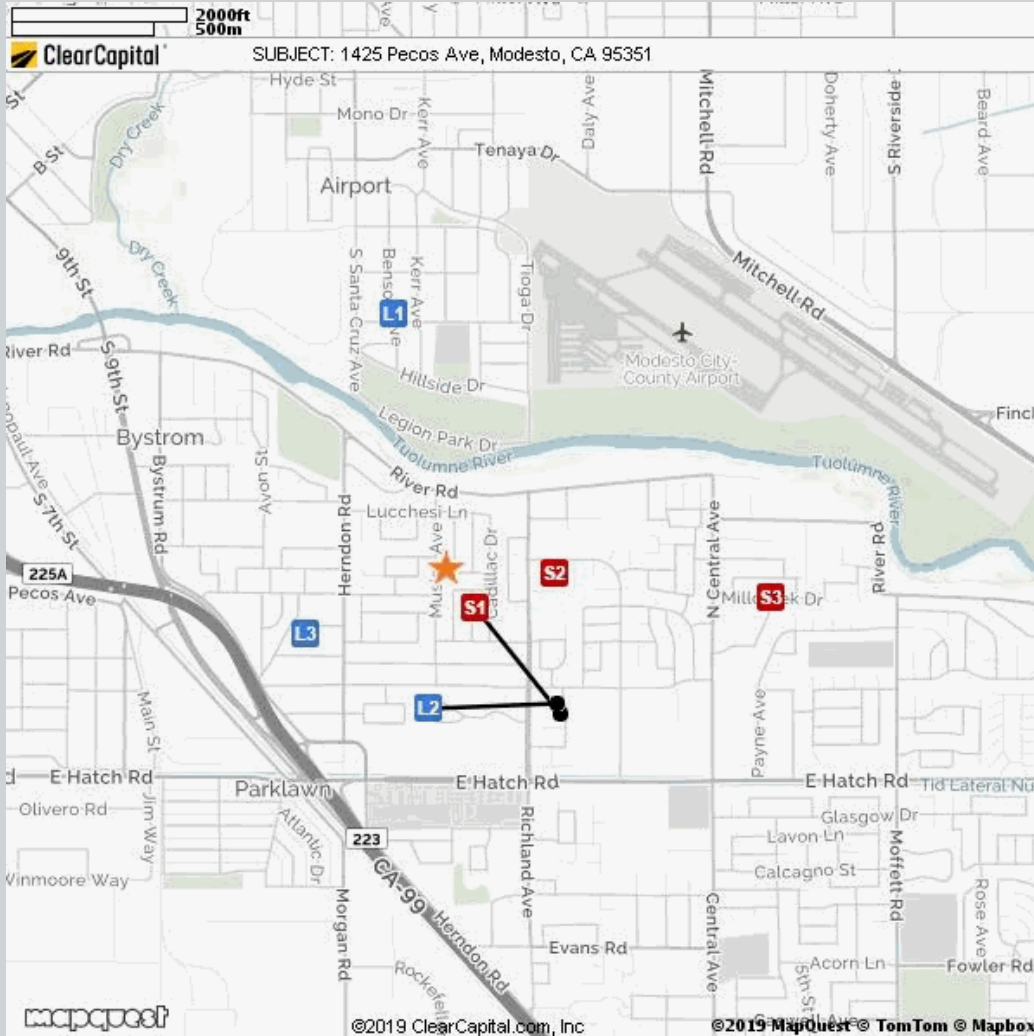 2000ft
500m
ClearCapital
SUBJECT: 1425 Pecos Ave, Modesto, CA 95351
Hyde St
Mono Dr
Kerr Ave
Daly Ave
Mitchell Rd
Doherty Ave
S Riverside
Beard Ave
St
B St
Dry Creek
Tenaya Dr
Airport
Dry Creek
9th St
S Santa Cruz Ave
Kerr Ave
Tioga Dr
Mitchell Rd
L1
River Rd
S 9th St
Modesto City-
County Airport
Hillside Dr
Finch
Legion Park Dr
Bystrom
Tuolumne River
Tuolumne River
S 7th St
Bystrum Rd
Avon St
River Rd
Herndon Rd
Lucchesi Ln
N Central Ave
River Rd
225A
Pecos Ave
S2
S1
S3
L3
L2
Main St
Payne Ave
E Hatch Rd
E Hatch Rd
E Hatch Rd
Parklawn
Olivero Rd
Jim Way
Atlantic Dr
Richland Ave
Glasgow Dr
Lavon Ln
Calcagno St
Moffett Rd
223
CA-99
Morgan Rd
Herndon Rd
Central Ave
Rose Ave
Evans Rd
Acorn Ln
Fowler Rd
5th St
mapquest
©2019 ClearCapital.com, Inc
©2019 MapQuest © TomTom © Mapbox